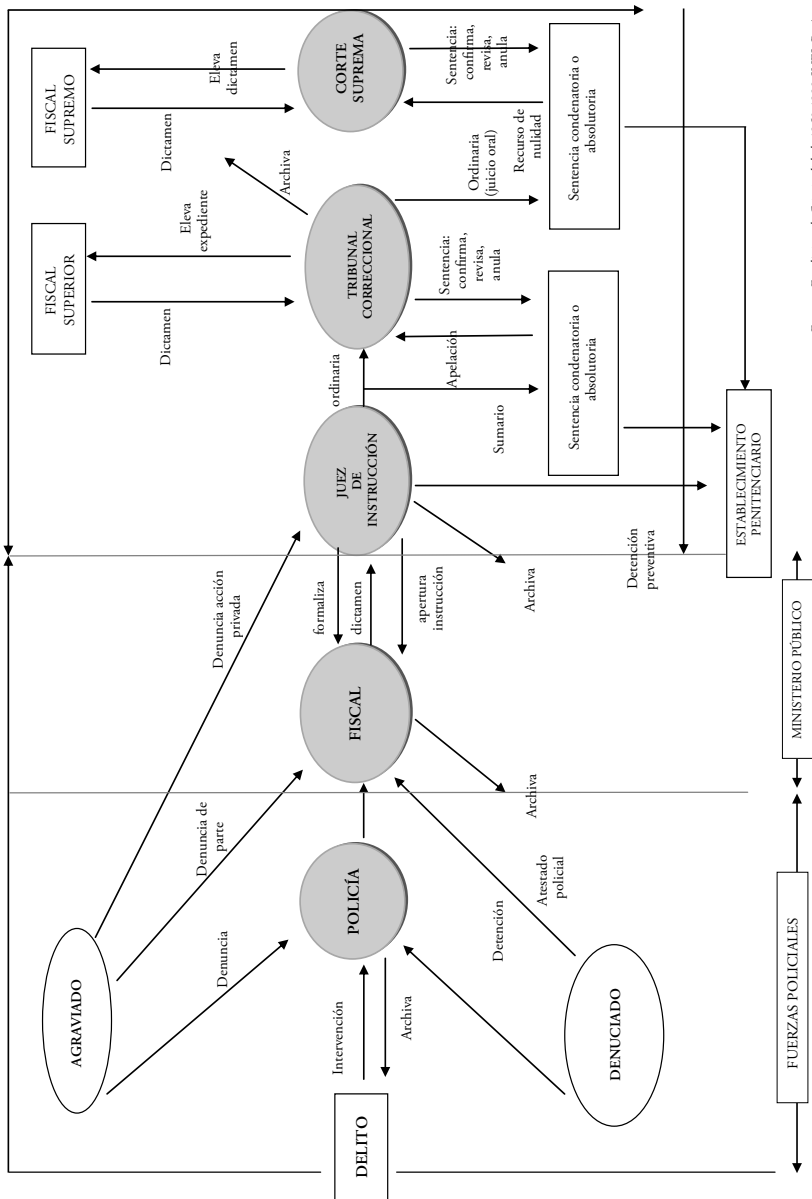 FISCAL
SUPERIOR
FISCAL
SUPREMO
AGRAVIADO
Dictamen
Eleva
expediente
Dictamen
Eleva
dictamen
Denuncia
Denuncia de
parte
Denuncia acción
privada
Archiva
DELITO
Intervención
Archiva
POLICÍA
FISCAL
formaliza
dictamen
apertura
instrucción
JUEZ
DE
INSTRUCCIÓN
ordinaria
TRIBUNAL
CORRECCIONAL
CORTE
SUPREMA
Sumario
Apelación
Sentencia:
confirma,
revisa,
anula
Ordinaria
(juicio oral)
Recurso de
nulidad
Sentencia:
confirma,
revisa,
anula
Detención
Atestado
policial
Archiva
Archiva
DENUCIADO
Sentencia condenatoria o
absolutoria
Sentencia condenatoria o
absolutoria
Detención
preventiva
ESTABLECIMIENTO
PENITENCIARIO
FUERZAS POLICIALES
MINISTERIO PÚBLICO